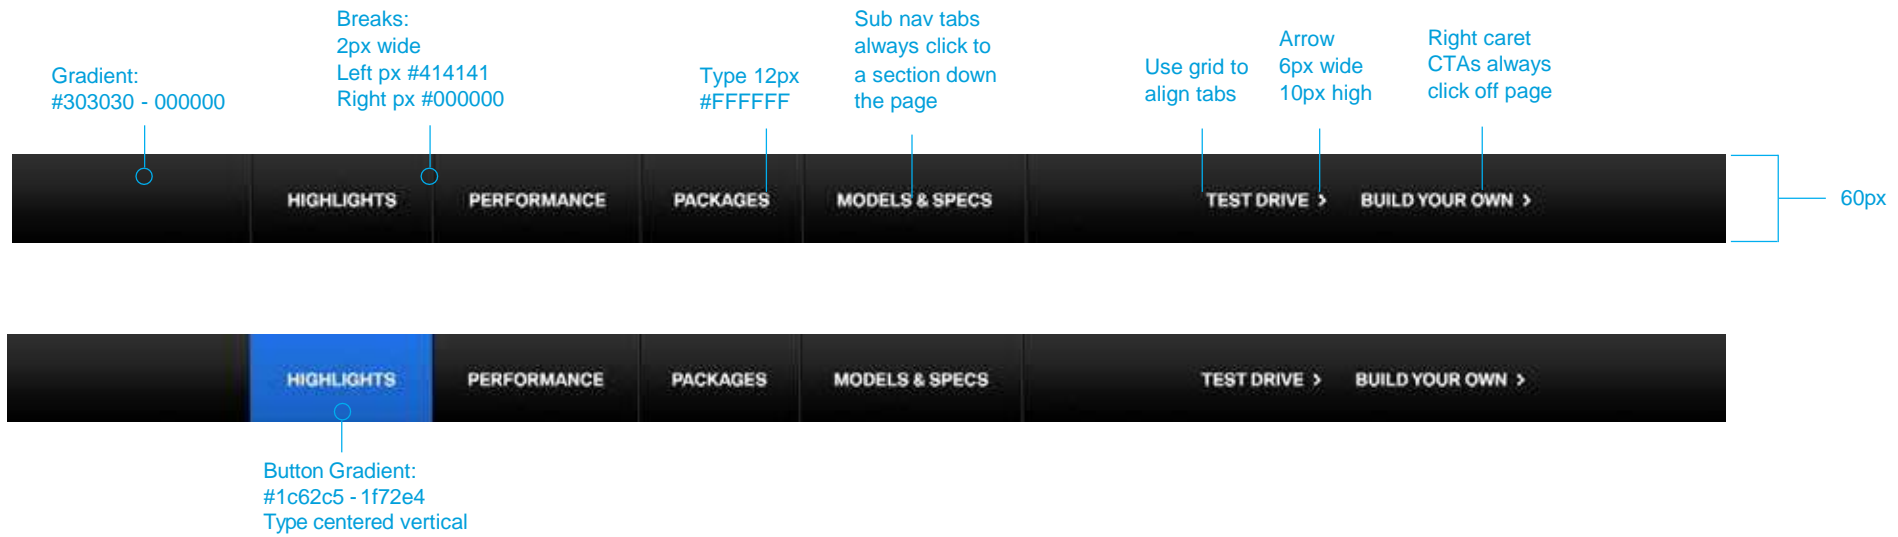 Gradient:
#303030 - 000000
Breaks:
2px wide
Left px #414141
Right px #000000
Type 12px
#FFFFFF
Sub nav tabs
always click to
a section down
the page
Use grid to
align tabs
Arrow
6px wide
10px high
Right caret
CTAs always
click off page
HIGHLIGHTS PERFORMANCE PACKAGES MODELS & SPECS TEST DRIVE > BUILD YOUR OWN >
60px
HIGHLIGHTS PERFORMANCE PACKAGES MODELS & SPECS TEST DRIVE > BUILD YOUR OWN >
Button Gradient:
#1c62c5 - 1f72e4
Type centered vertical